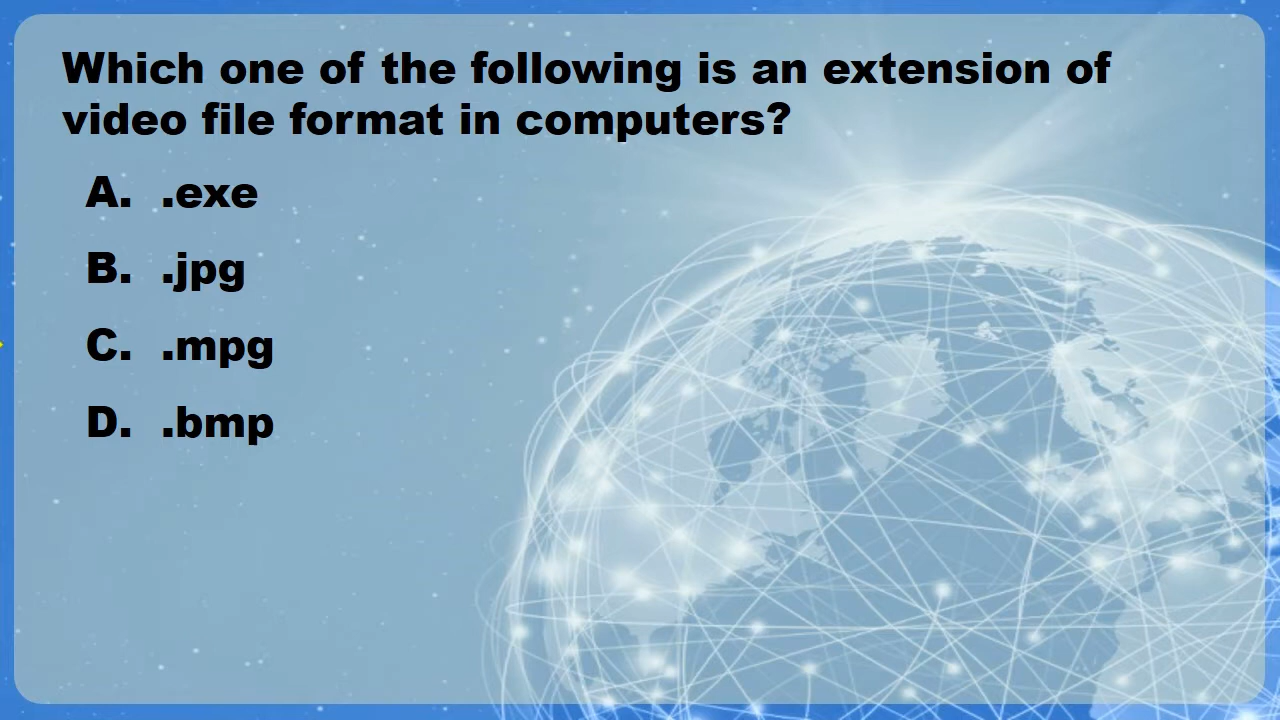 Which one of the following is an extension of
video file format in computers?
A. .exe
B. .jpg
C. .mpg
D. .bmp